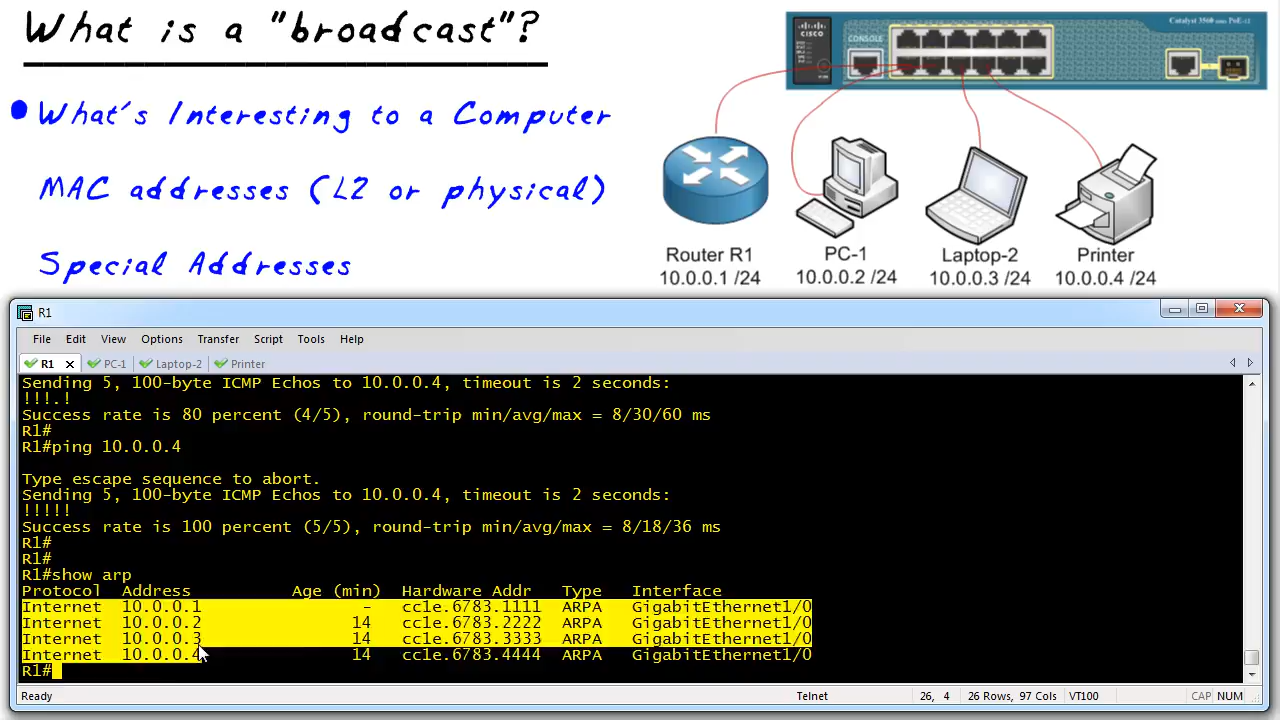 What is a "broadcast"?
What's Interesting to a Computer
MAC addresses (L2 or physical)
Special Addresses
CISCO
CONSOLE
Router R1
10.0.0.1 /24
PC-1
10.0.0.2 /24
Laptop-2
10.0.0.3 /24
Printer
10.0.0.4 /24
R1
File Edit View Options Transfer Script Tools Help
R1 PC-1 Laptop-2 Printer
Sending 5, 100-byte ICMP Echos to 10.0.0.4, timeout is 2 seconds:
!!!.!
Success rate is 80 percent (4/5), round-trip min/avg/max = 8/30/60 ms
R1#
R1#ping 10.0.0.4
Type escape sequence to abort.
Sending 5, 100-byte ICMP Echos to 10.0.0.4, timeout is 2 seconds:
!!!!!
Success rate is 100 percent (5/5), round-trip min/avg/max = 8/18/36 ms
R1#
R1#
R1#show arp
Protocol Address Age (min) Hardware Addr Type Interface
Internet 10.0.0.1 - cc1e.6783.1111 ARPA GigabitEthernet1/0
Internet 10.0.0.2 14 cc1e.6783.2222 ARPA GigabitEthernet1/0
Internet 10.0.0.3 14 cc1e.6783.3333 ARPA GigabitEthernet1/0
Internet 10.0.0.4 14 cc1e.6783.4444 ARPA GigabitEthernet1/0
R1#
Ready Telnet 26, 4 26 Rows, 97 Cols VT100 CAP NUM